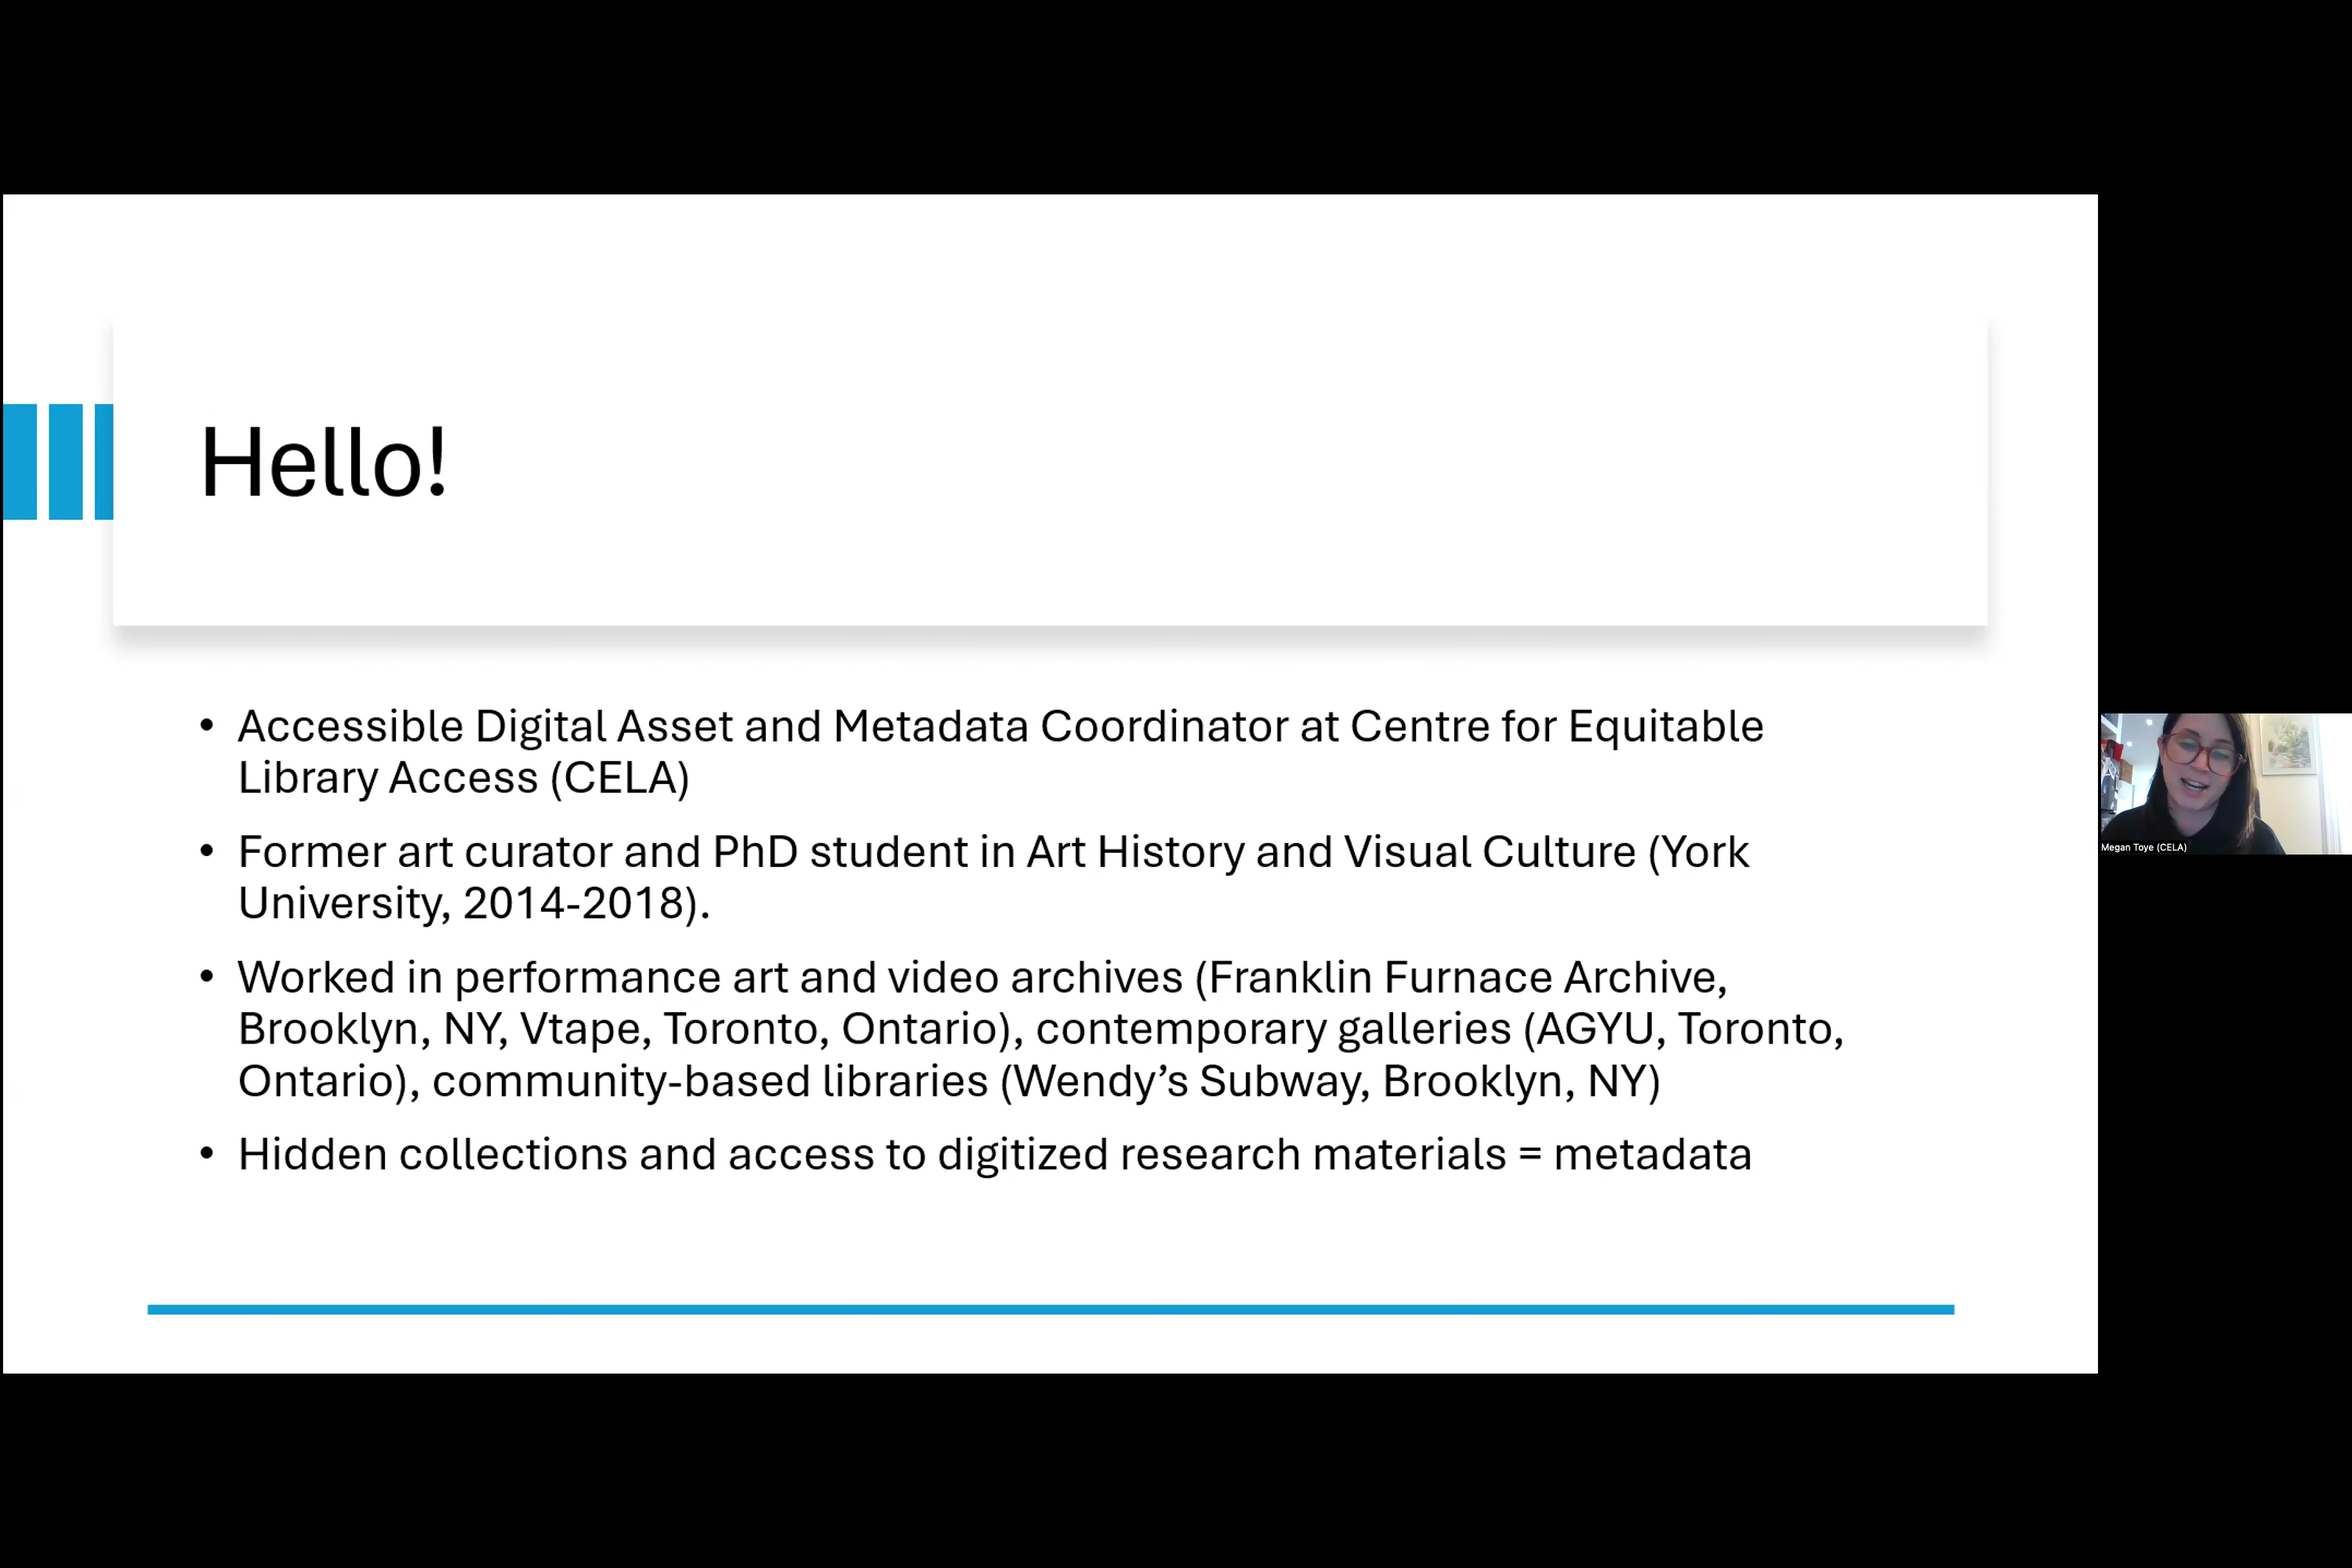 Hello!
• Accessible Digital Asset and Metadata Coordinator at Centre for Equitable
Library Access (CELA)
• Former art curator and PhD student in Art History and Visual Culture (York
University, 2014-2018).
• Worked in performance art and video archives (Franklin Furnace Archive,
Brooklyn, NY, Vtape, Toronto, Ontario), contemporary galleries (AGYU, Toronto,
Ontario), community-based libraries (Wendy’s Subway, Brooklyn, NY)
• Hidden collections and access to digitized research materials = metadata
Megan Toye (CELA)